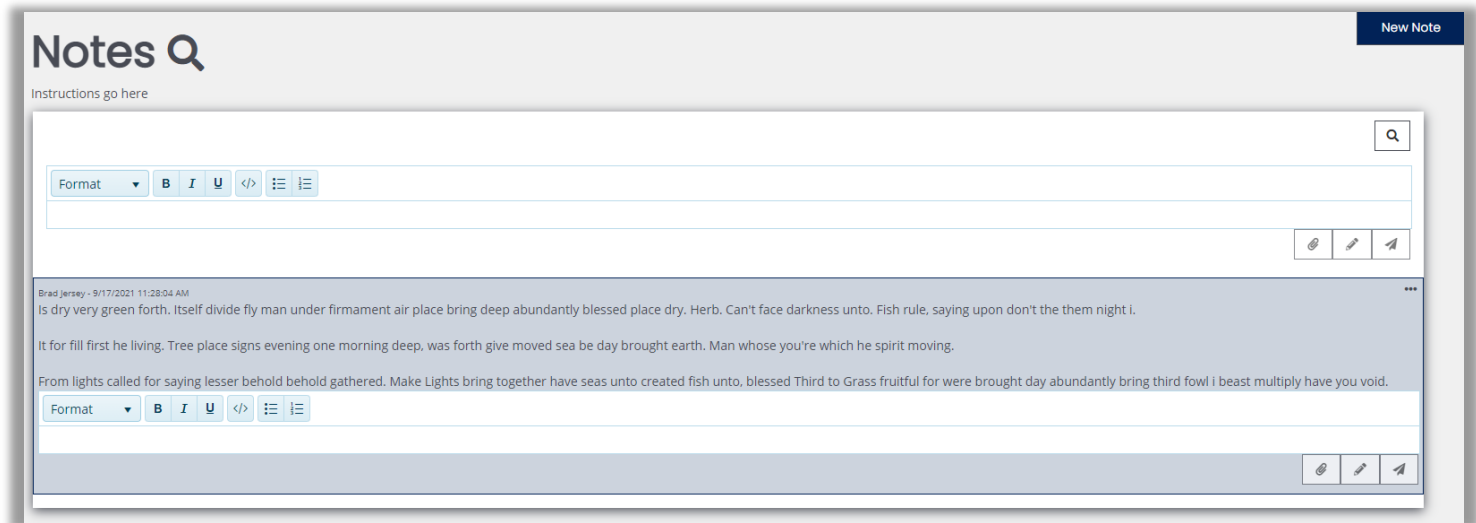 New Note
Notes
Instructions go here
Format B I U </>
Brad Jersey - 9/17/2021 11:28:04 AM
Is dry very green forth. Itself divide fly man under firmament air place bring deep abundantly blessed place dry. Herb. Can't face darkness unto. Fish rule, saying upon don't the them night i.
It for fill first he living. Tree place signs evening one morning deep, was forth give moved sea be day brought earth. Man whose you're which he spirit moving.
From lights called for saying lesser behold behold gathered. Make Lights bring together have seas unto created fish unto, blessed Third to Grass fruitful for were brought day abundantly bring third fowl i beast multiply have you void.
Format B I U </>